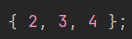 { 2, 3, 4 };